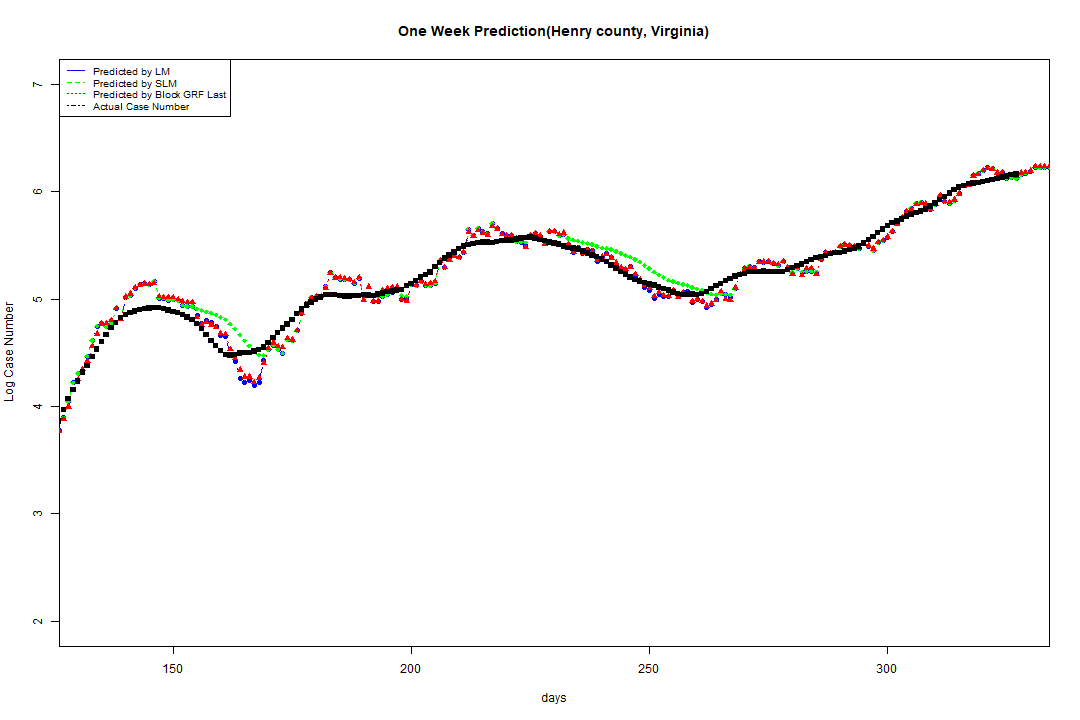 One Week Prediction(Henry county, Virginia)
Predicted by LM
Predicted by SLM
Predicted by Block GRF Last
Actual Case Number
7
6
5
4
3
2
Log Case Number
150 200 250 300
days